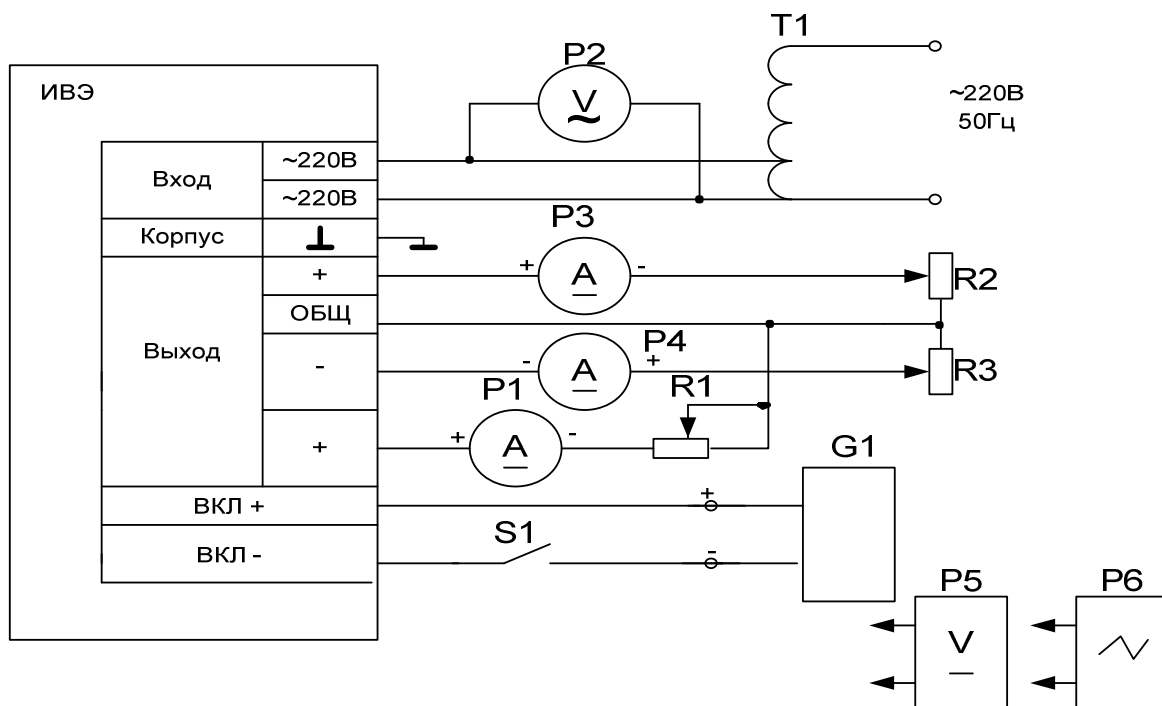 T1
P2
ИВЭ
V
~
~220В
50Гц
Вход
~220В
~220В
P3
Корпус
+
+
A
-
R2
ОБЩ
Выход
-
-
A
P4
+
R3
P1
R1
+
+
A
-
G1
ВКЛ +
+
S1
ВКЛ -
-
P5
P6
V